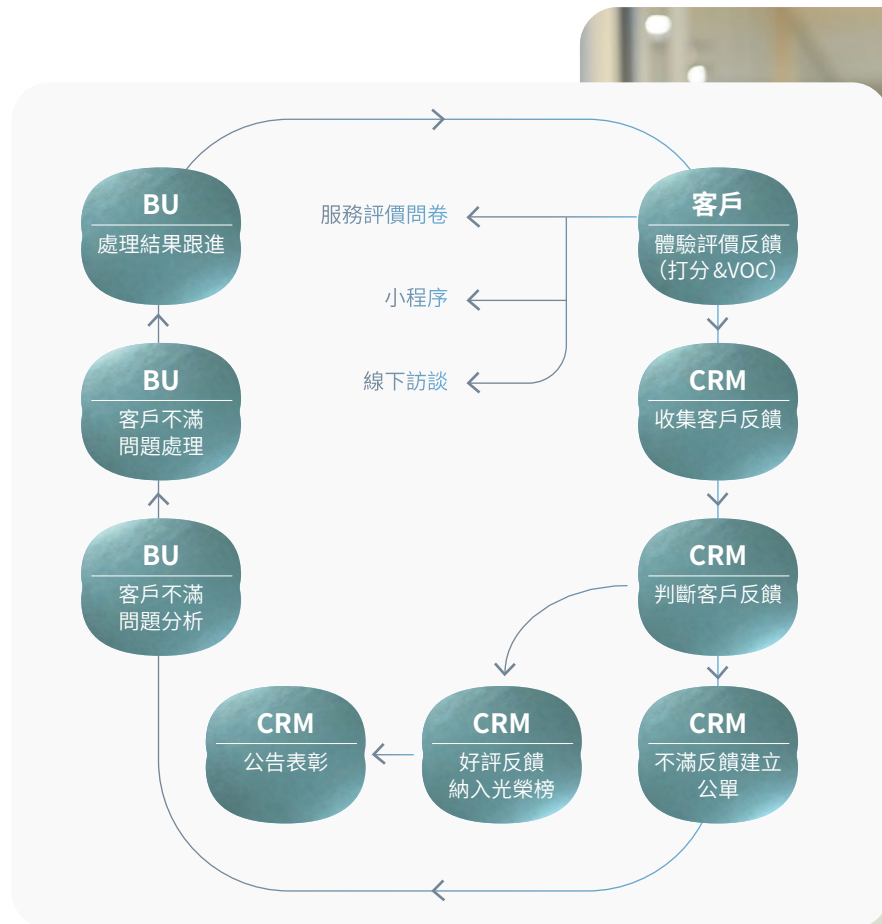 BU
處理結果跟進
客戶
體驗評價反饋
（打分&VOC）
服務評價問卷
小程序
線下訪談
BU
客戶不滿
問題處理
CRM
收集客戶反饋
BU
客戶不滿
問題分析
CRM
判斷客戶反饋
CRM
公告表彰
CRM
好評反饋
納入光榮榜
CRM
不滿反饋建立
公單